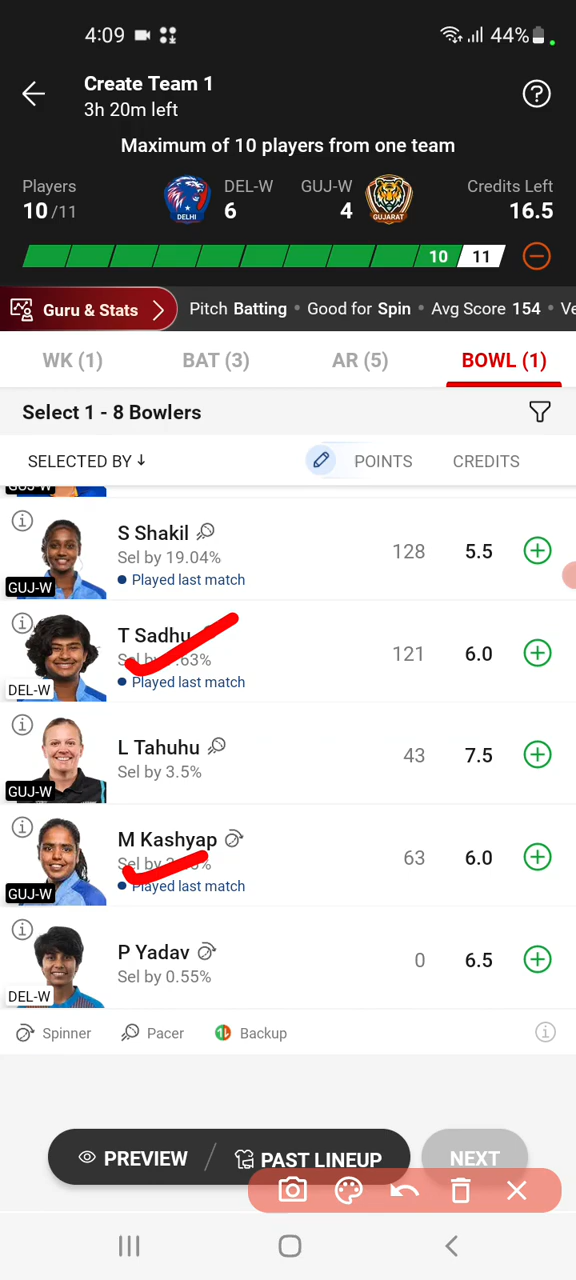 4:09
44%
Create Team 1
3h 20m left
Maximum of 10 players from one team
Players
10/11
DELHI
DEL-W
6
GUJ-W
4
GUJARAT
Credits Left
16.5
10 11
Guru & Stats
Pitch Batting • Good for Spin • Avg Score 154 •
WK (1) BAT (3) AR (5) BOWL (1)
Select 1 - 8 Bowlers
SELECTED BY ↓ POINTS CREDITS
GUJ-W
S Shakil
Sel by 19.04%
• Played last match
GUJ-W
128 5.5
T Sadhu
• Played last match
DEL-W
121 6.0
L Tahuhu
Sel by 3.5%
GUJ-W
43 7.5
M Kashyap
• Played last match
GUJ-W
63 6.0
P Yadav
Sel by 0.55%
DEL-W
0 6.5
Spinner Pacer Backup
PREVIEW / PAST LINEUP
NEXT